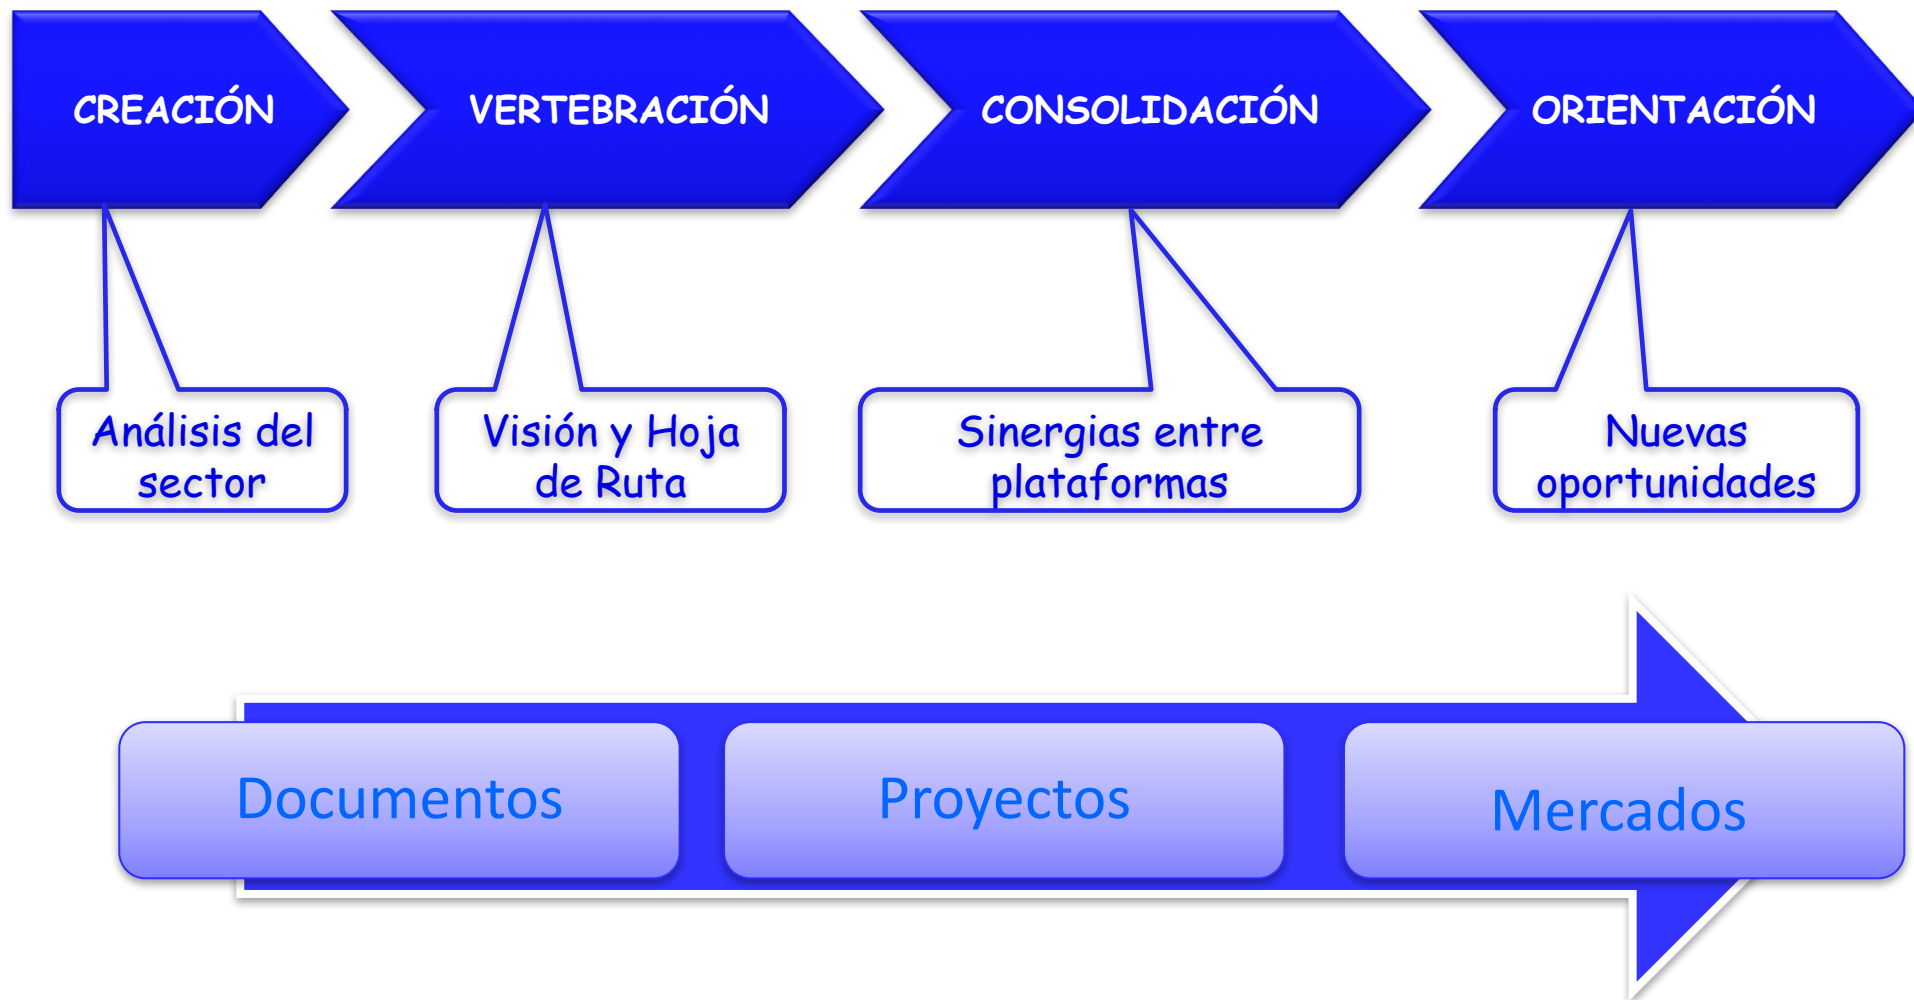 CREACIÓN
VERTEBRACIÓN
CONSOLIDACIÓN
ORIENTACIÓN
Análisis del
sector
Visión y Hoja
de Ruta
Sinergias entre
plataformas
Nuevas
oportunidades
Documentos
Proyectos
Mercados